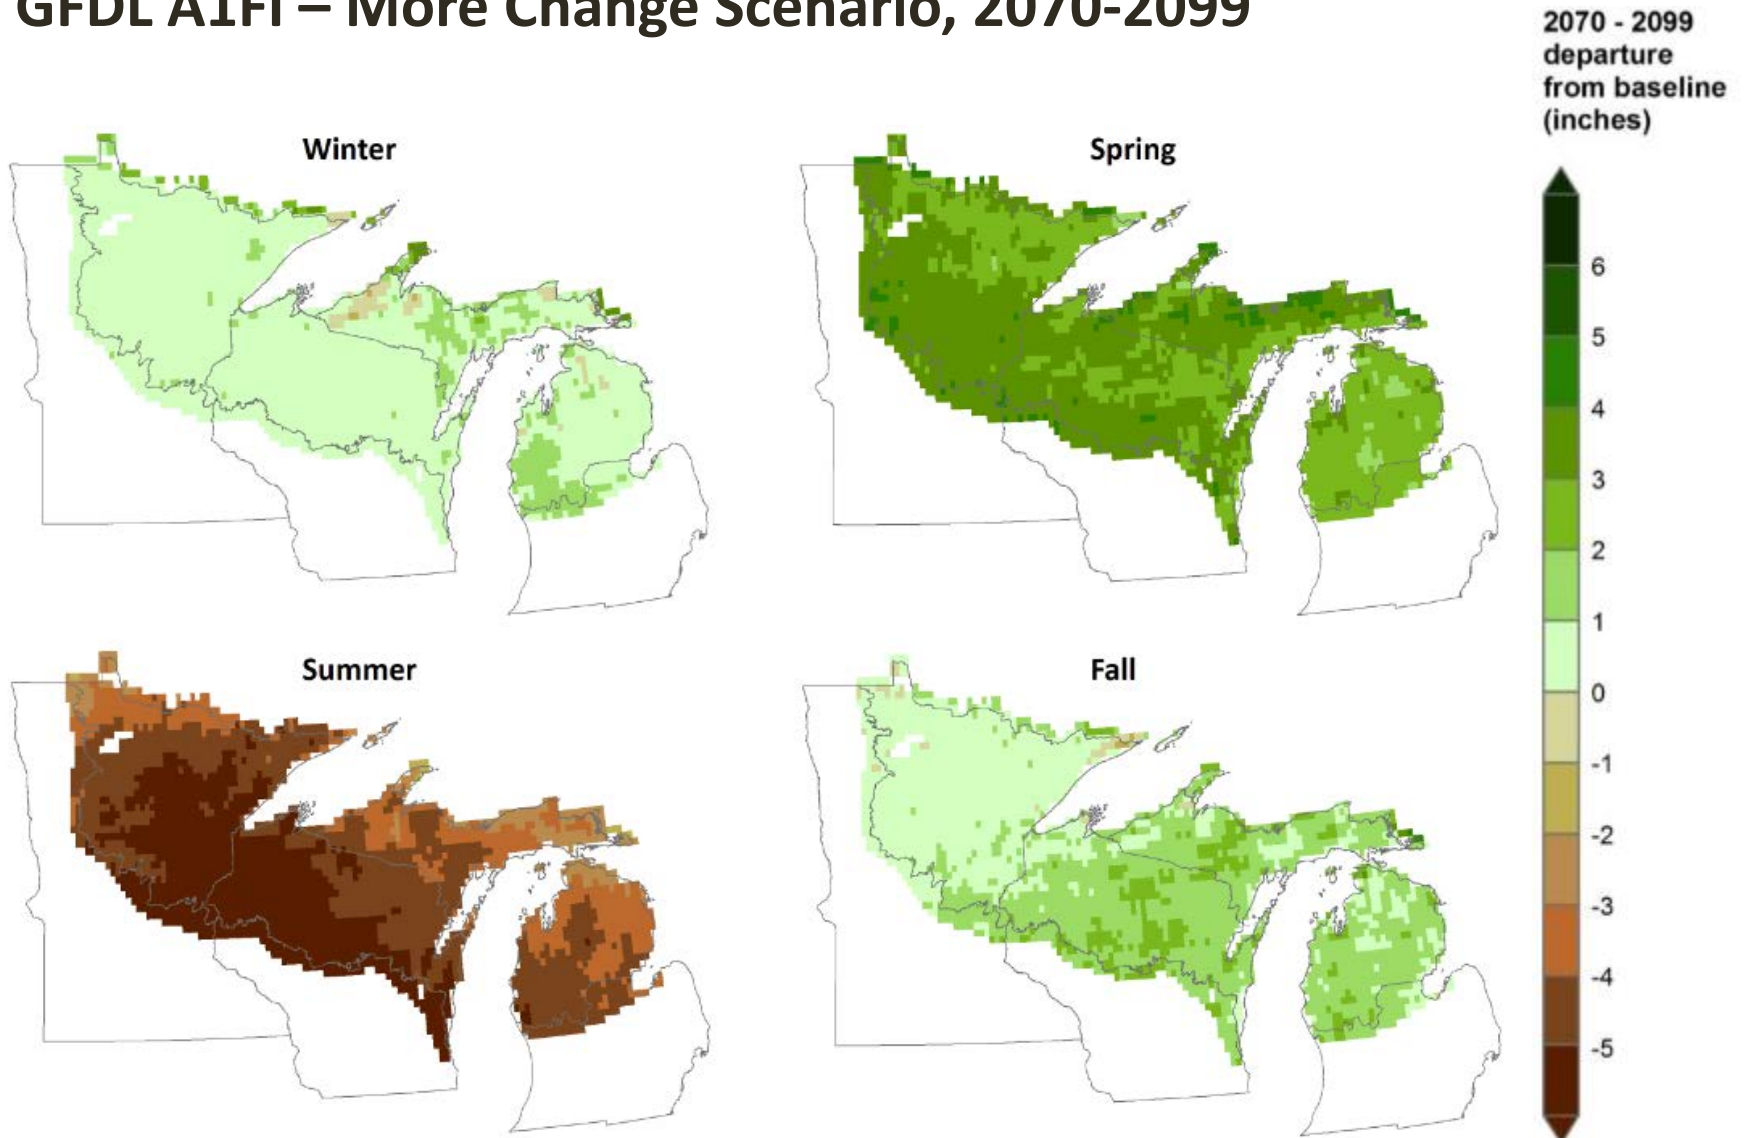 GFDL A1FI – More Change Scenario, 2070-2099
2070 - 2099
departure
from baseline
(inches)
Winter
Spring
Summer
Fall
6
5
4
3
2
1
0
-1
-2
-3
-4
-5